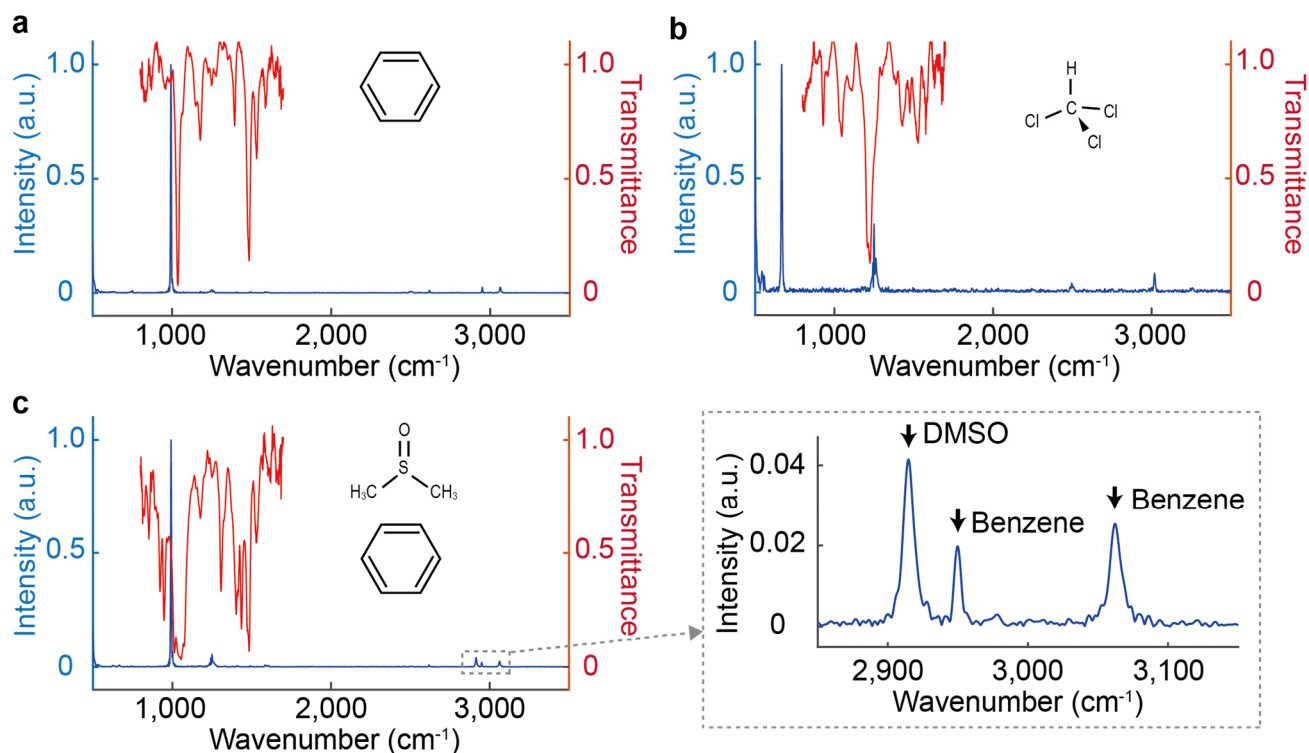 a
Intensity (a.u.)
1.0
0.5
0
1,000
2,000
3,000
Wavenumber (cm⁻¹)
1.0
0.5
0
Transmittance
b
Intensity (a.u.)
1.0
0.5
0
H
C
Cl
Cl
Cl
1,000
2,000
3,000
Wavenumber (cm⁻¹)
1.0
0.5
0
Transmittance
c
Intensity (a.u.)
1.0
0.5
0
O
S
H₃C
CH₃
1,000
2,000
3,000
Wavenumber (cm⁻¹)
1.0
0.5
0
Transmittance
Intensity (a.u.)
0.04
0.02
0
DMSO
Benzene
Benzene
2,900
3,000
3,100
Wavenumber (cm⁻¹)